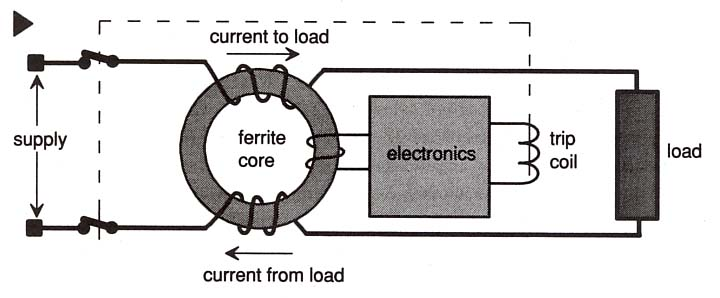 current to load
supply
ferrite
core
electronics
trip
coil
load
current from load